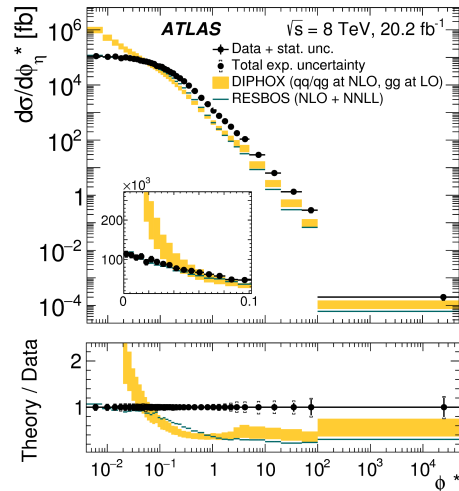 ATLAS √s = 8 TeV, 20.2 fb⁻¹
Data + stat. unc.
Total exp. uncertainty
DIPHOX (qq/qg at NLO, gg at LO)
RESBOS (NLO + NNLL)
dσ/dϕ_η* [fb]
10⁶
10⁴
10²
1
10⁻²
10⁻⁴
×10³
200
100
0 0.1
Theory / Data
2
1
10⁻² 10⁻¹ 1 10 10² 10³ 10⁴
ϕ *